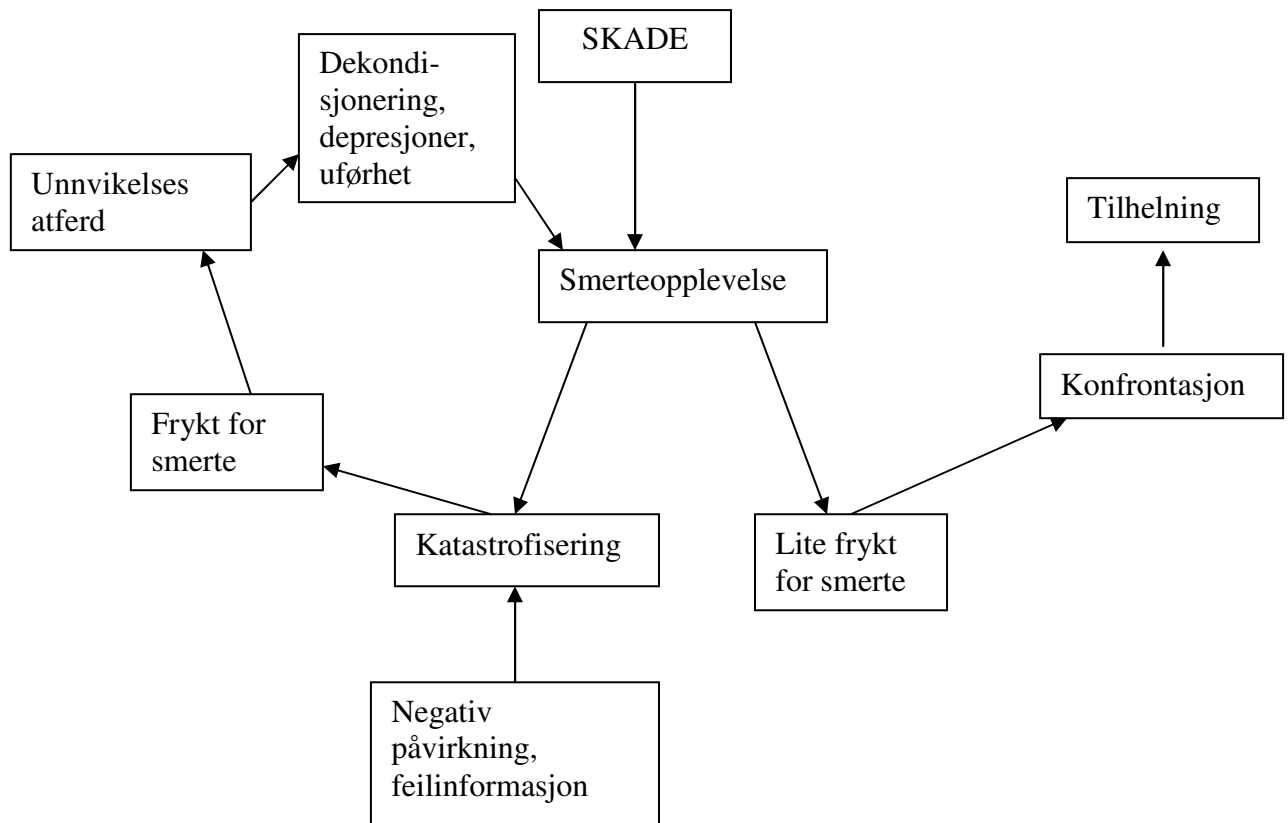 SKADE
Dekondi-
sjonering,
depresjoner,
uførhet
Unnvikelses
atferd
Tilhelning
Smerteopplevelse
Konfrontasjon
Frykt for
smerte
Katastrofisering
Lite frykt
for smerte
Negativ
påvirkning,
feilinformasjon